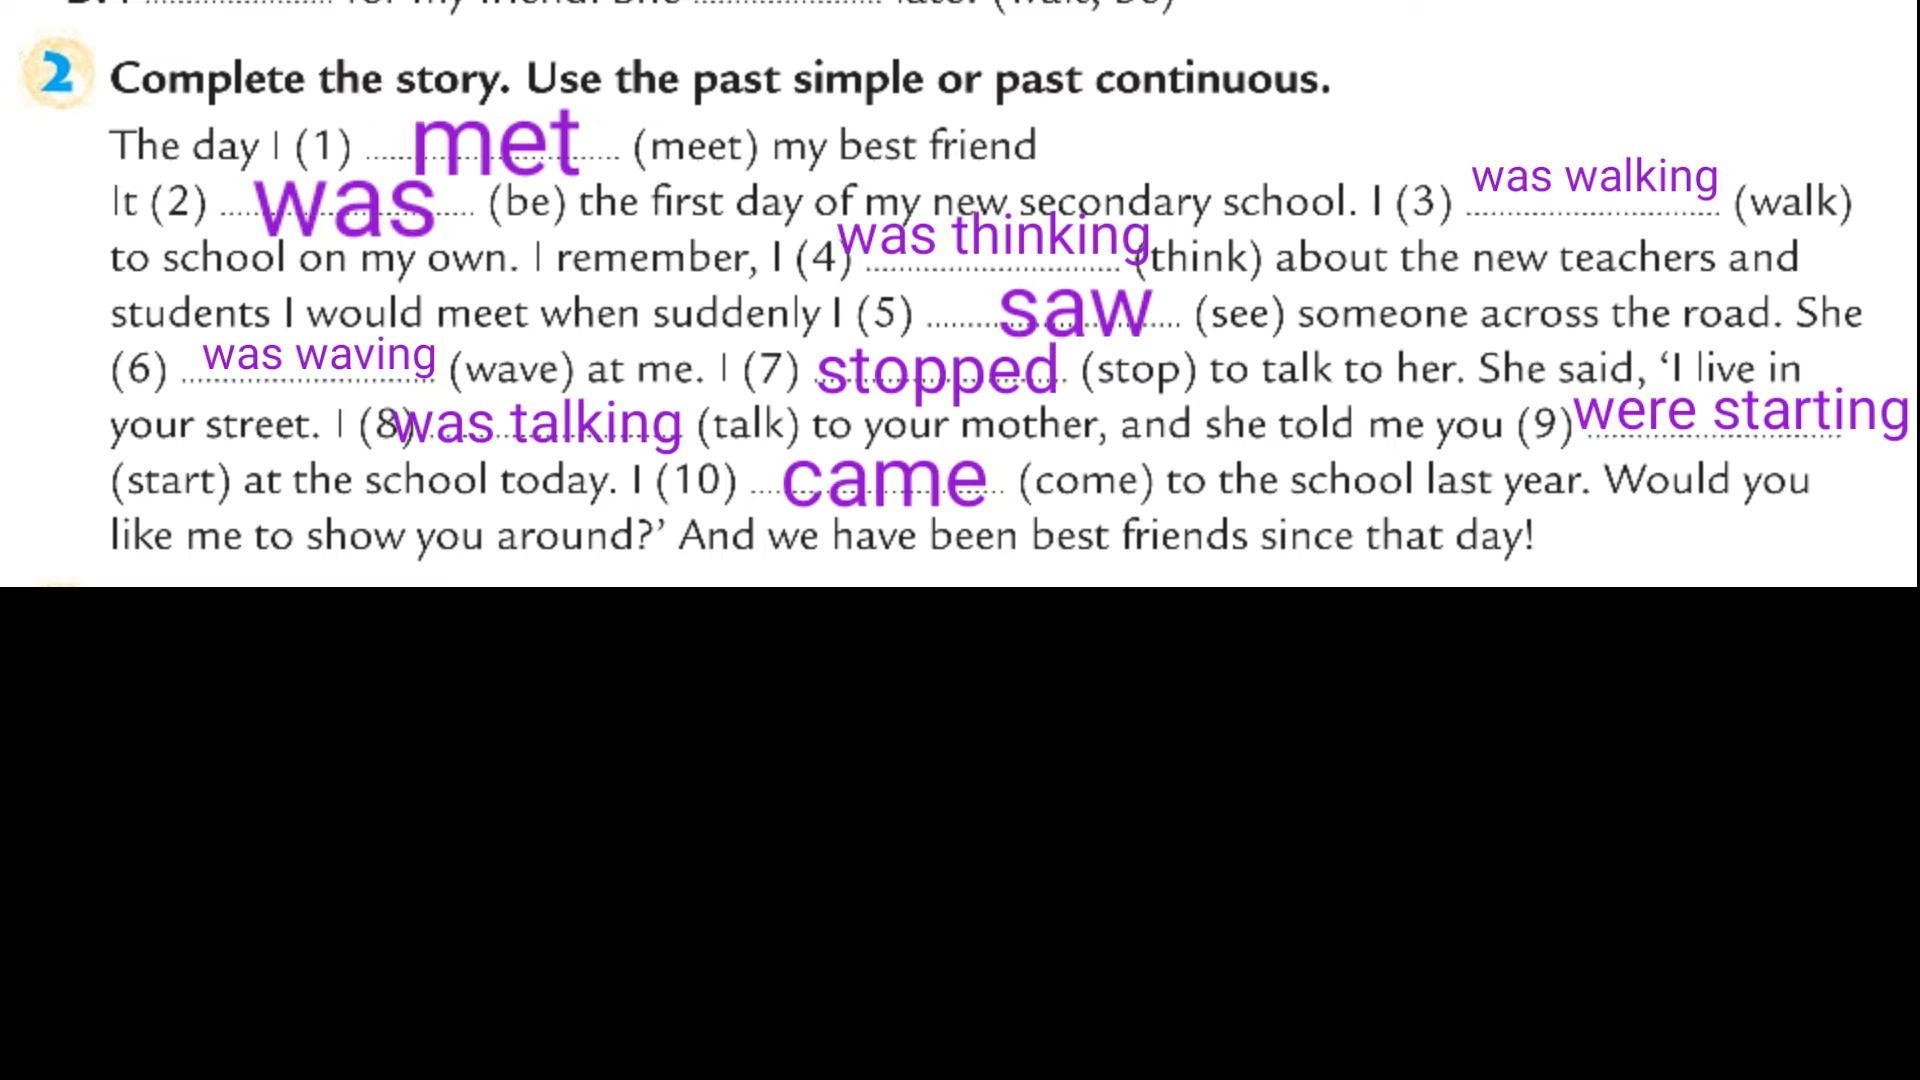 2 Complete the story. Use the past simple or past continuous.
The day I (1) met (meet) my best friend
It (2) was (be) the first day of my new secondary school. I (3) was walking (walk)
to school on my own. I remember, I (4) was thinking (think) about the new teachers and
students I would meet when suddenly I (5) saw (see) someone across the road. She
(6) was waving (wave) at me. I (7) stopped (stop) to talk to her. She said, ‘I live in
your street. I (8) was talking (talk) to your mother, and she told me you (9) were starting
(start) at the school today. I (10) came (come) to the school last year. Would you
like me to show you around?’ And we have been best friends since that day!